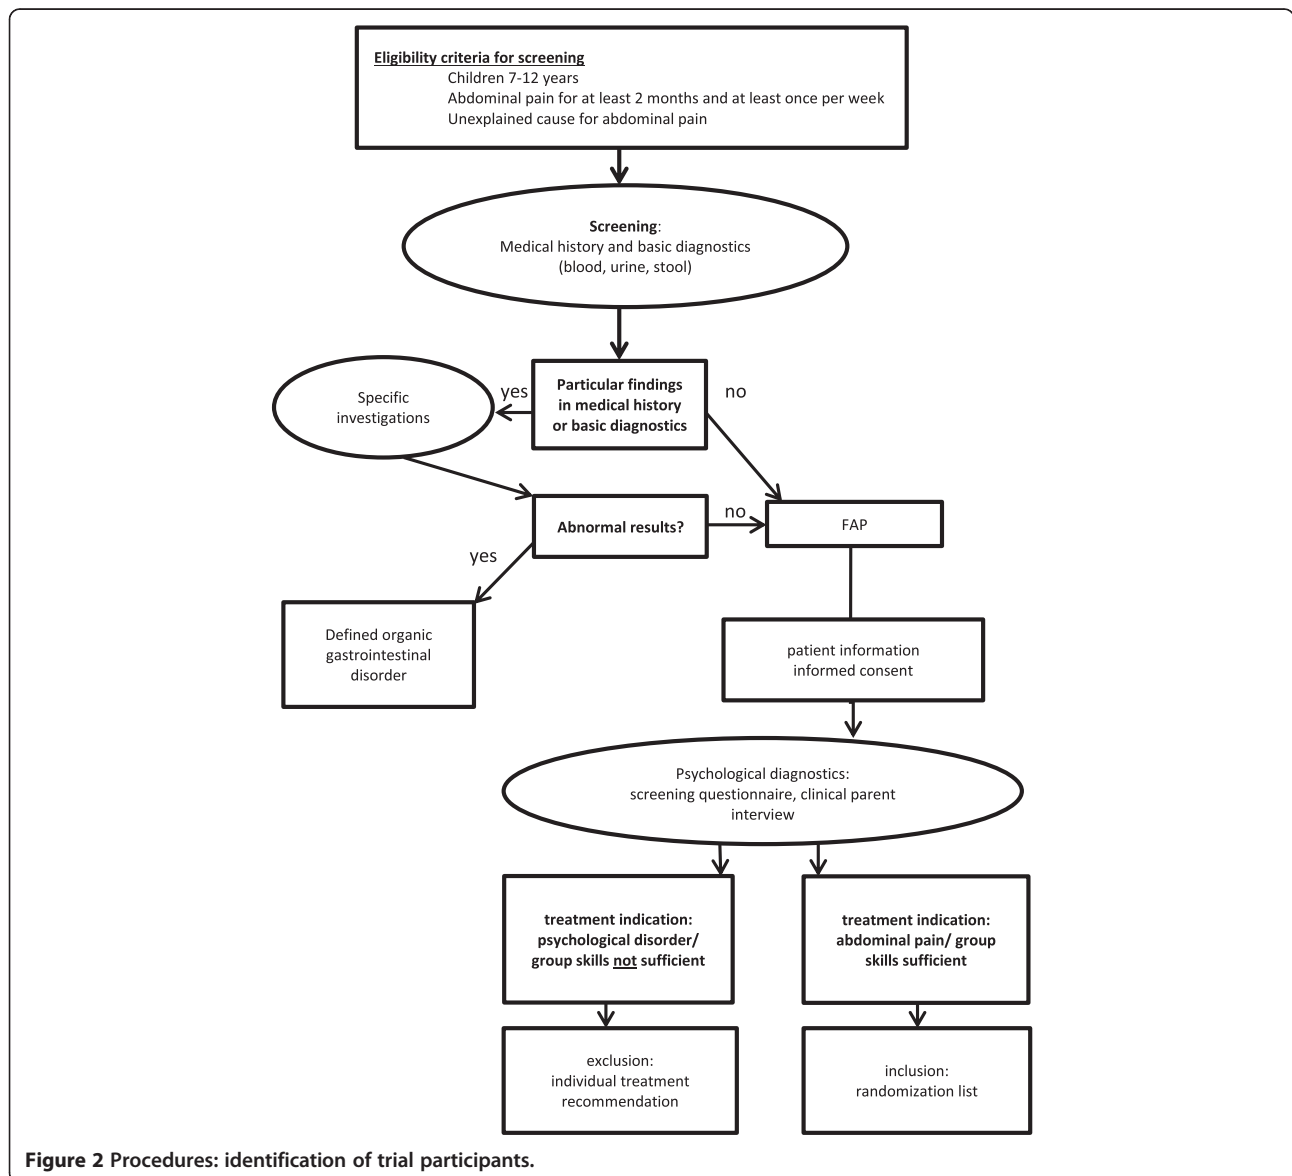 Eligibility criteria for screening
Children 7-12 years
Abdominal pain for at least 2 months and at least once per week
Unexplained cause for abdominal pain
Screening:
Medical history and basic diagnostics
(blood, urine, stool)
Specific
investigations
yes
Particular findings
in medical history
or basic diagnostics
no
Abnormal results?
no
FAP
yes
Defined organic
gastrointestinal
disorder
patient information
informed consent
Psychological diagnostics:
screening questionnaire, clinical parent
interview
treatment indication:
psychological disorder/
group skills not sufficient
treatment indication:
abdominal pain/ group
skills sufficient
exclusion:
individual treatment
recommendation
inclusion:
randomization list
Figure 2 Procedures: identification of trial participants.